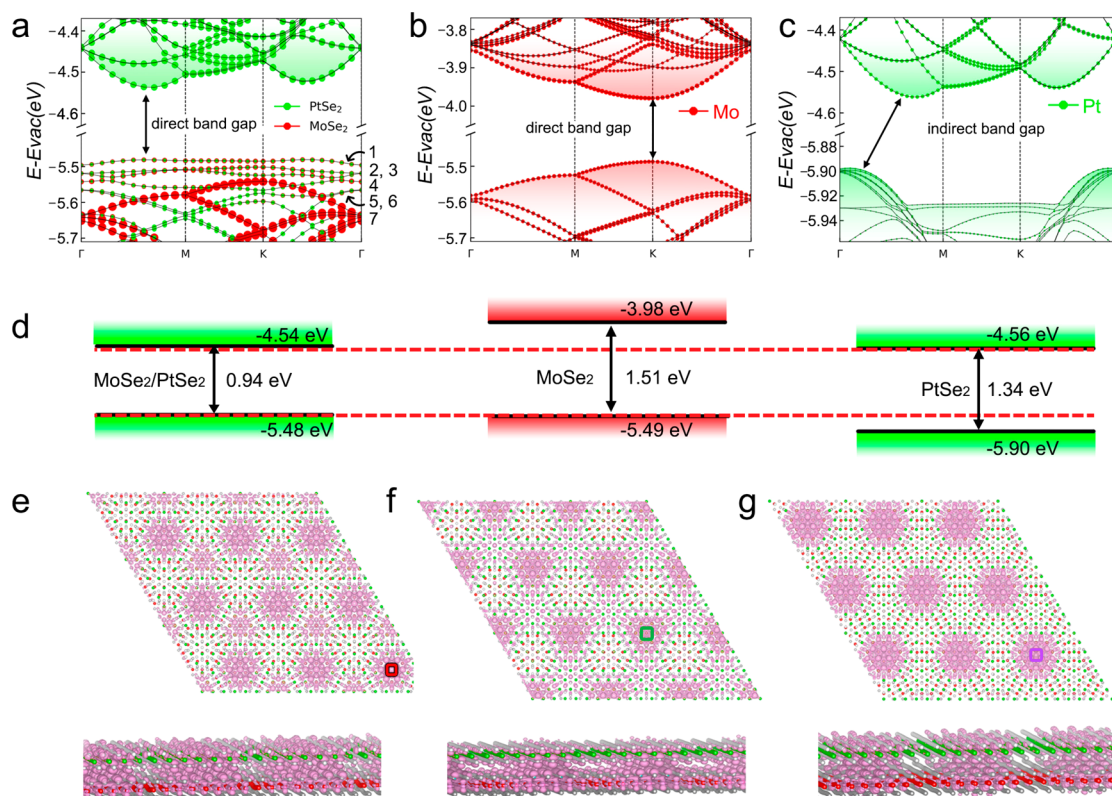 a
E-Evac(eV)
-4.4
-4.5
-4.6
-5.5
-5.6
-5.7
direct band gap
PtSe₂
MoSe₂
1
2, 3
4
5, 6
7
Γ M K Γ
b
-3.8
-3.9
-4.0
-5.5
-5.6
-5.7
direct band gap
Mo
Γ M K Γ
c
E-Evac(eV)
-4.4
-4.5
-4.6
-5.88
-5.90
-5.94
indirect band gap
Pt
Γ M K Γ
d
-4.54 eV
MoSe₂/PtSe₂ 0.94 eV
-5.48 eV
-3.98 eV
MoSe₂ 1.51 eV
-5.49 eV
-4.56 eV
PtSe₂ 1.34 eV
-5.90 eV
e
f
g